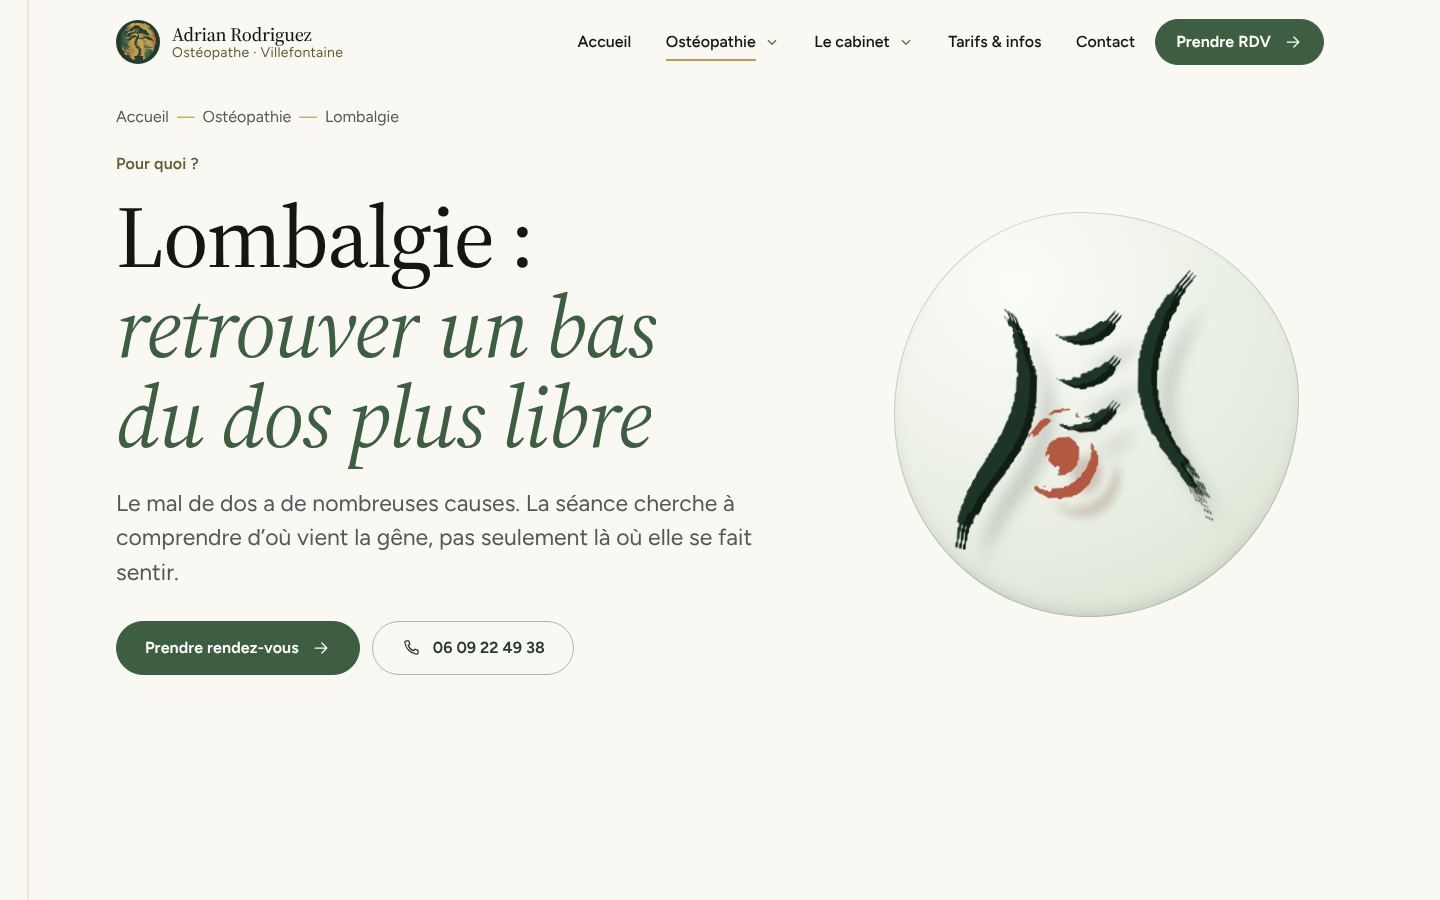 Adrian Rodriguez
Ostéopathe · Villefontaine
Accueil
Ostéopathie
Le cabinet
Tarifs & infos
Contact
Prendre RDV
Accueil — Ostéopathie — Lombalgie
Pour quoi ?
Lombalgie :
retrouver un bas
du dos plus libre
Le mal de dos a de nombreuses causes. La séance cherche à
comprendre d’où vient la gêne, pas seulement là où elle se fait
sentir.
Prendre rendez-vous
06 09 22 49 38